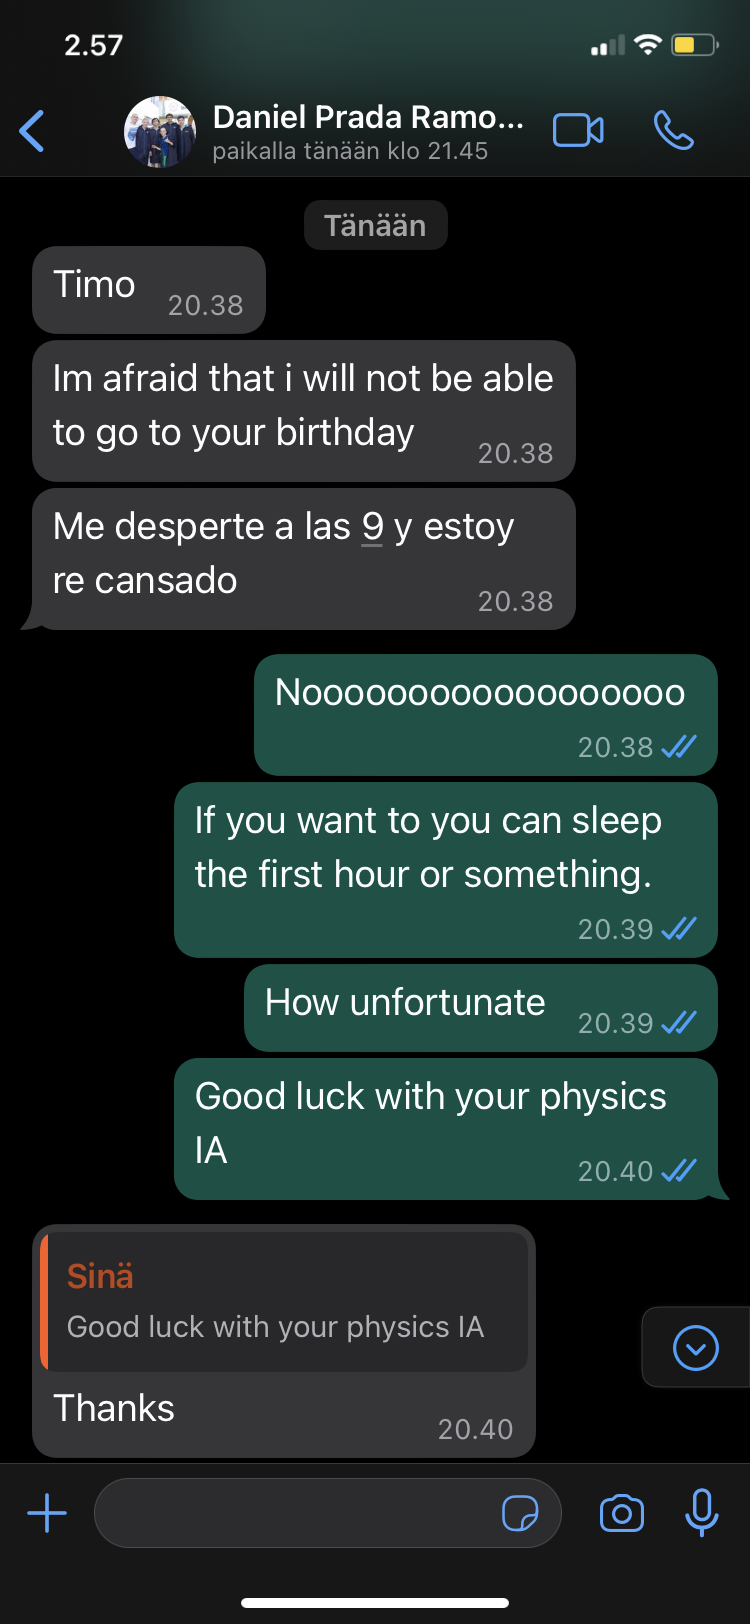 2.57
Daniel Prada Ramo...
paikalla tänään klo 21.45
Tänään
Timo
20.38
Im afraid that i will not be able
to go to your birthday
20.38
Me desperte a las 9 y estoy
re cansado
20.38
Noooooooooooooooooo
20.38
If you want to you can sleep
the first hour or something.
20.39
How unfortunate
20.39
Good luck with your physics
IA
20.40
Sinä
Good luck with your physics IA
Thanks
20.40